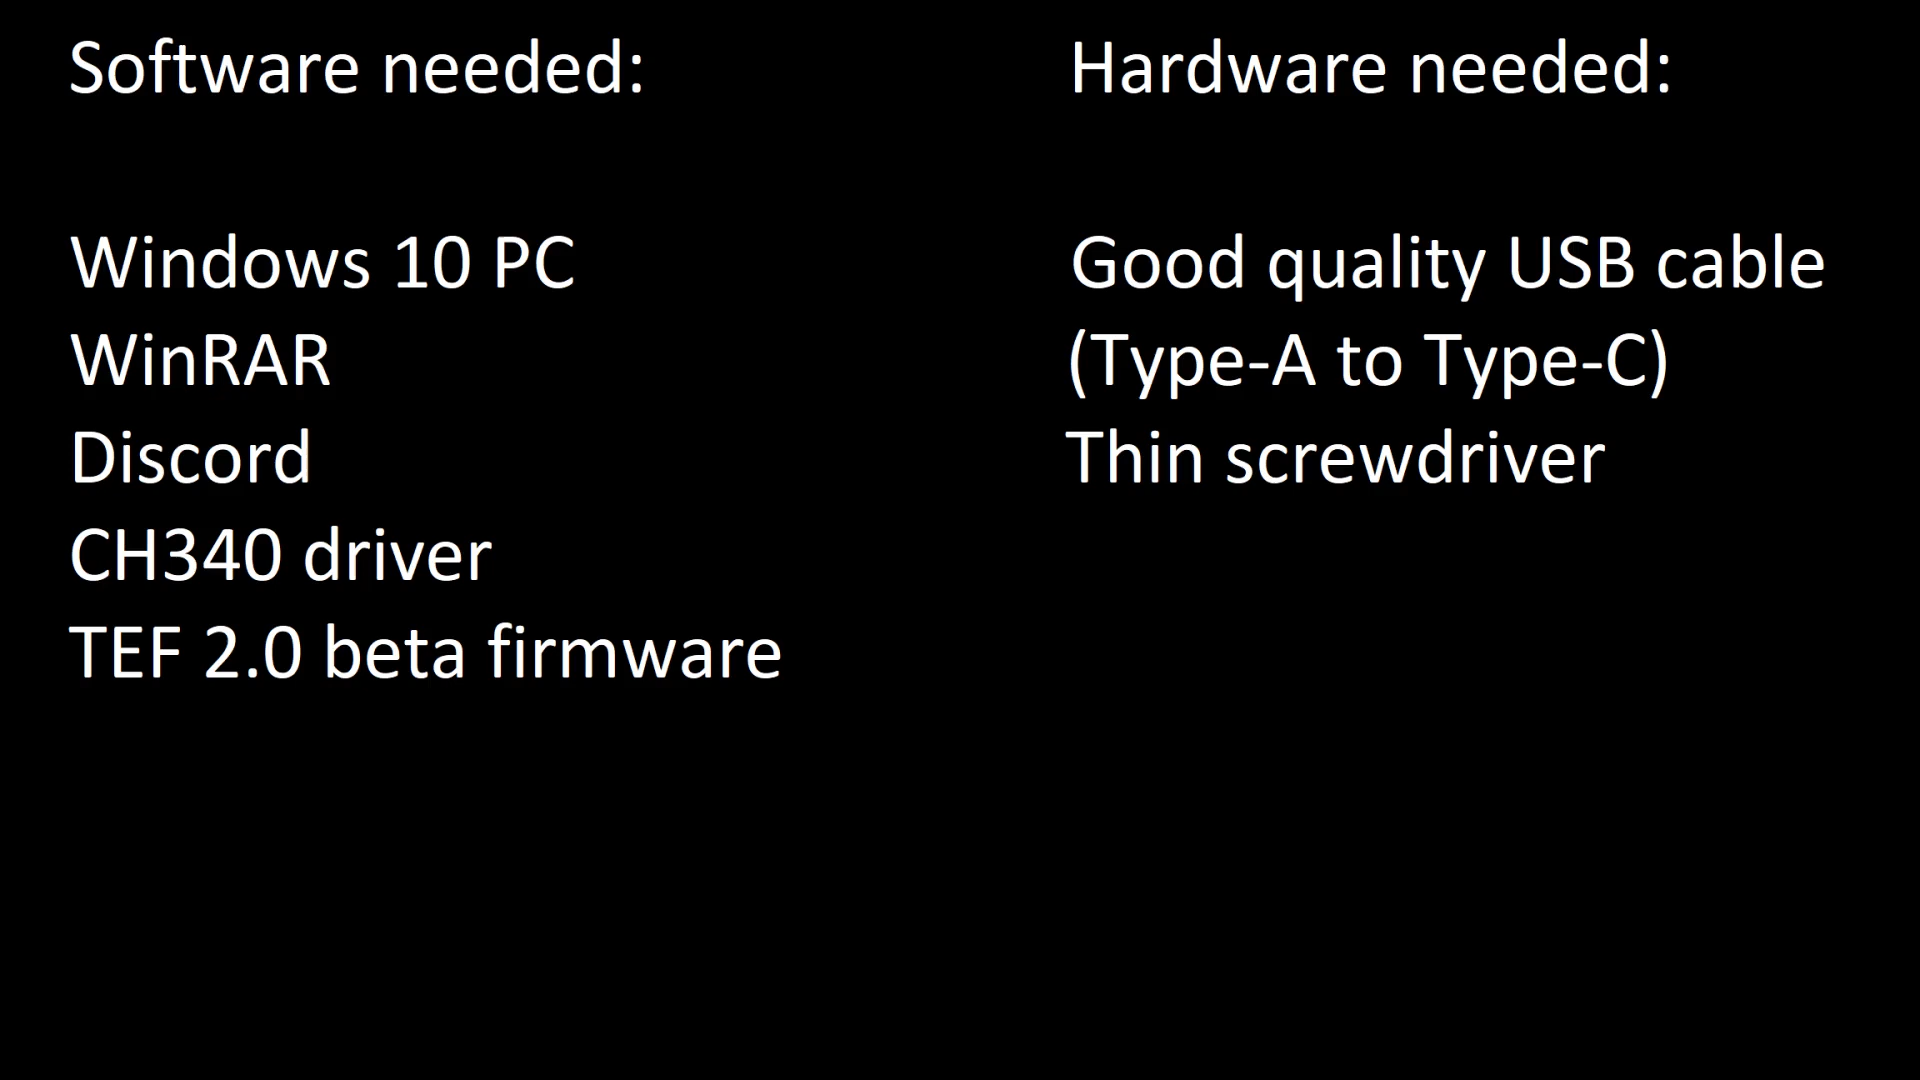 Software needed:
Windows 10 PC
WinRAR
Discord
CH340 driver
TEF 2.0 beta firmware
Hardware needed:
Good quality USB cable
(Type-A to Type-C)
Thin screwdriver